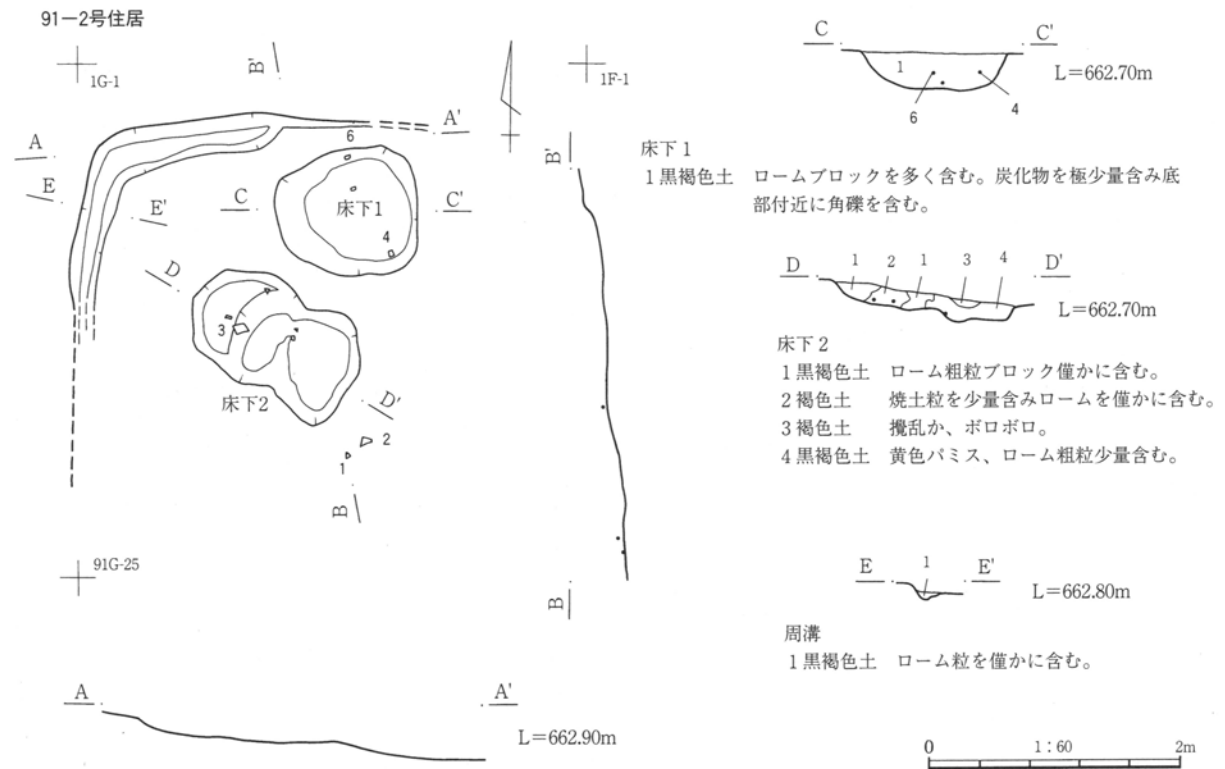 91－2号住居
1G-1
B'
1F-1
A
A'
E
E'
6
床下1
C
C'
4
D
3
床下2
D'
2
1
B
91G-25
B'
B
A
A'
L＝662.90m
C
C'
1
6
4
L＝662.70m
床下1
1黒褐色土 ロームブロックを多く含む。炭化物を極少量含み底
部付近に角礫を含む。
D
1 2 1 3 4
D'
L＝662.70m
床下2
1黒褐色土 ローム粗粒ブロック僅かに含む。
2褐色土 焼土粒を少量含みロームを僅かに含む。
3褐色土 攪乱か、ボロボロ。
4黒褐色土 黄色パミス、ローム粗粒少量含む。
E
1
E'
L＝662.80m
周溝
1黒褐色土 ローム粒を僅かに含む。
0 1：60 2m